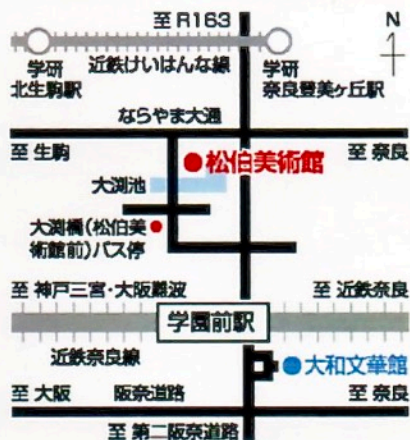 至 R163
N
学研
北生駒駅
近鉄けいはんな線
学研
奈良登美ヶ丘駅
ならやま大通
至 生駒
松伯美術館
至 奈良
大渕池
大渕橋(松伯美
術館前)バス停
至 神戸三宮・大阪難波
至 近鉄奈良
学園前駅
近鉄奈良線
大和文華館
至 大阪
阪奈道路
至 奈良
至 第二阪奈道路